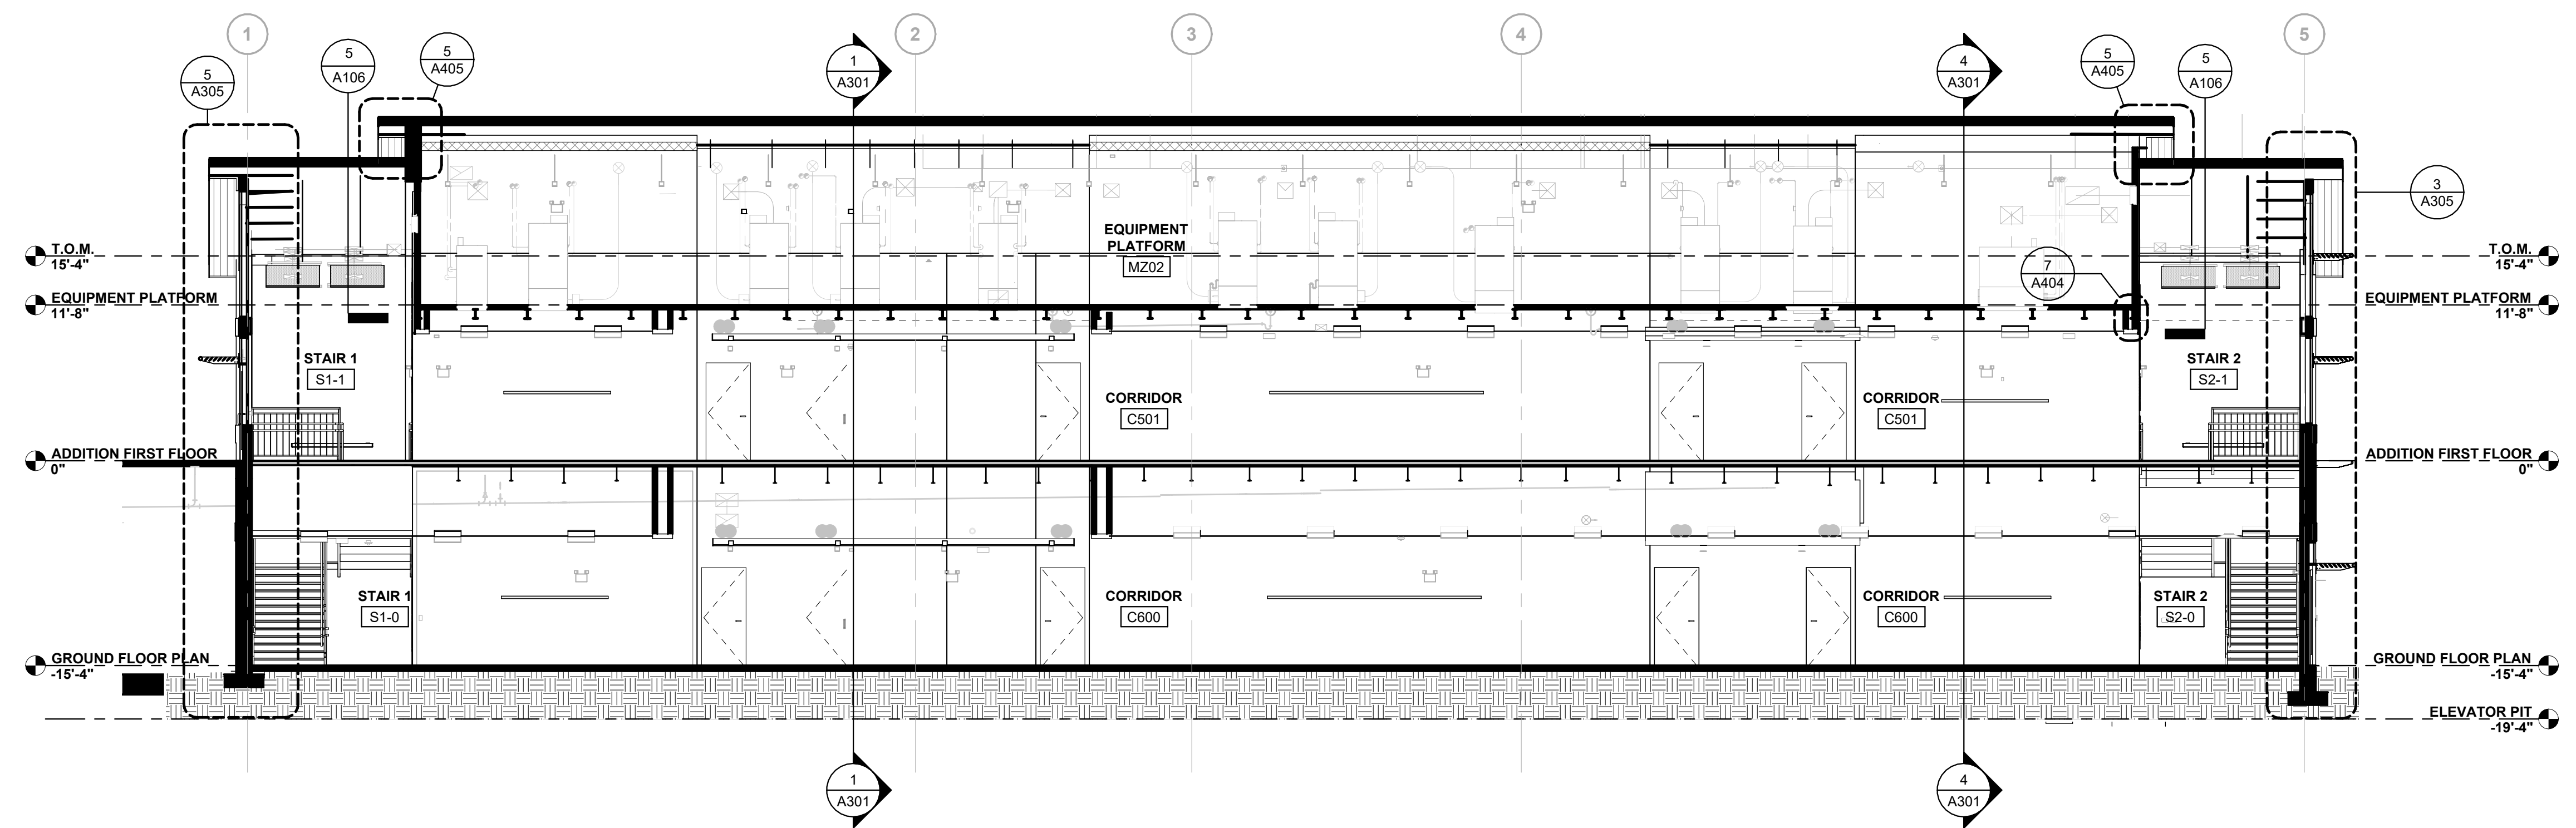 1
2
3
4
5
5
A305
5
A106
5
A405
1
A301
4
A301
5
A405
5
A106
3
A305
EQUIPMENT
PLATFORM
MZ02
7
A404
T.O.M.
15'-4"
T.O.M.
15'-4"
EQUIPMENT PLATFORM
11'-8"
EQUIPMENT PLATFORM
11'-8"
STAIR 1
S1-1
CORRIDOR
C501
CORRIDOR
C501
STAIR 2
S2-1
ADDITION FIRST FLOOR
0"
ADDITION FIRST FLOOR
0"
STAIR 1
S1-0
CORRIDOR
C600
CORRIDOR
C600
STAIR 2
S2-0
GROUND FLOOR PLAN
-15'-4"
GROUND FLOOR PLAN
-15'-4"
ELEVATOR PIT
-19'-4"
1
A301
4
A301